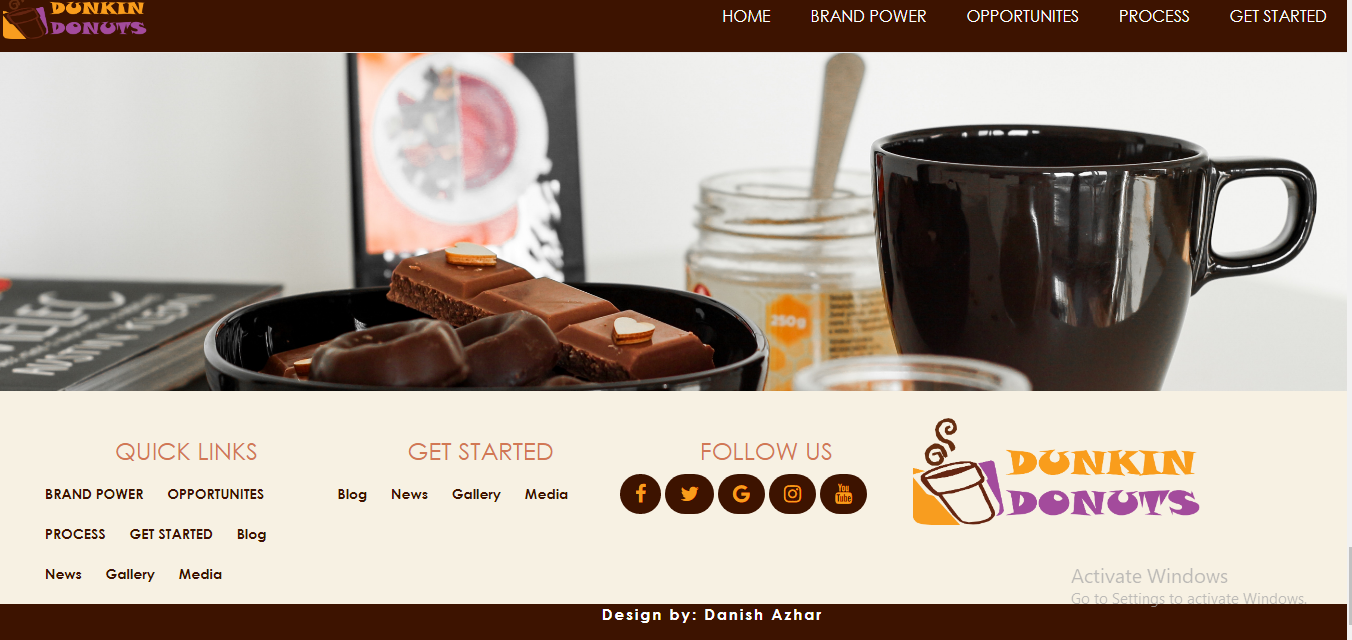 DUNKIN
DONUTS
HOME BRAND POWER OPPORTUNITES PROCESS GET STARTED
250g
QUICK LINKS GET STARTED FOLLOW US
DUNKIN
DONUTS
BRAND POWER OPPORTUNITES
Blog News Gallery Media
You
Tube
PROCESS GET STARTED Blog
News Gallery Media
Activate Windows
Go to Settings to activate Windows.
Design by: Danish Azhar